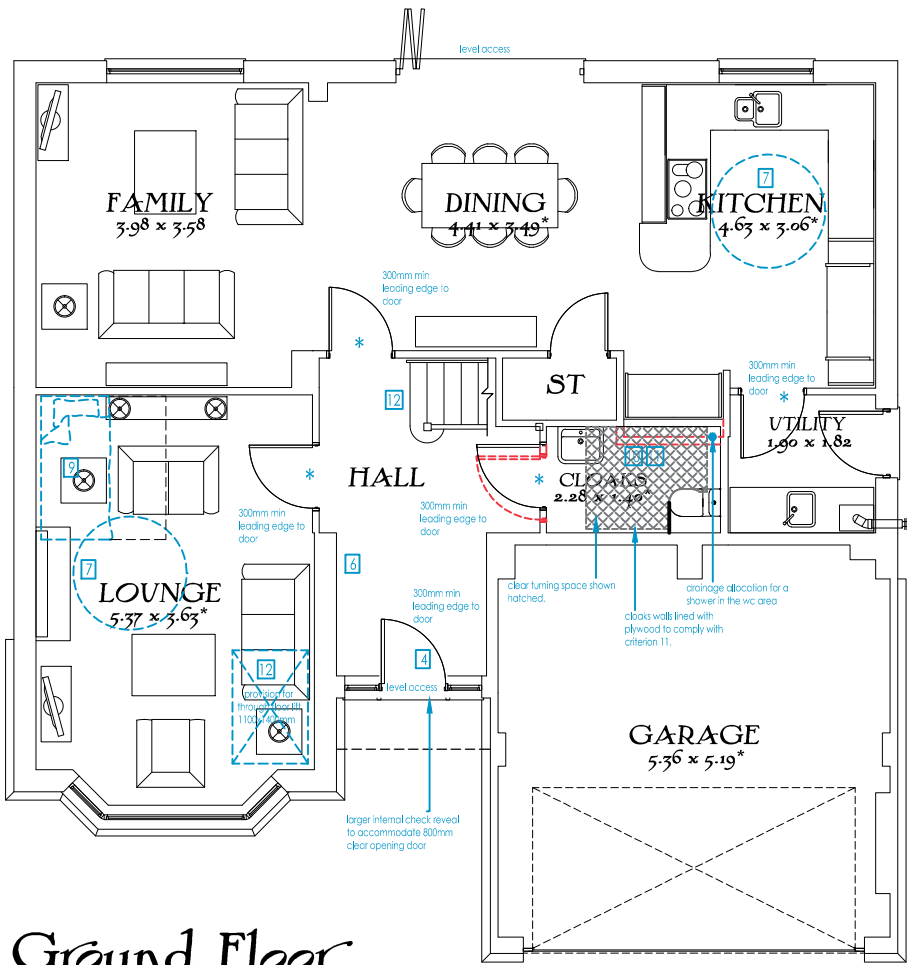 level access
7
FAMILY
3.98 x 3.58
DINING
4.41 x 3.49*
KITCHEN
4.63 x 3.06*
300mm min
leading edge to
door
*
12
ST
300mm min
leading edge to
door
*
UTILITY
1.90 x 1.82
9
HALL
*
*
CLOAKS
2.28 x 1.40*
300mm min
leading edge to
door
300mm min
leading edge to
door
7
LOUNGE
5.37 x 3.63*
6
clear turning space shown
hatched.
drainage allocation for a
shower in the wc area
cloaks walls lined with
plywood to comply with
criterion 11.
300mm min
leading edge to
door
4
level access
12
provision for
through floor lift
1100x1400mm
GARAGE
5.36 x 5.19*
larger internal check reveal
to accommodate 800mm
clear opening door
Ground Floor